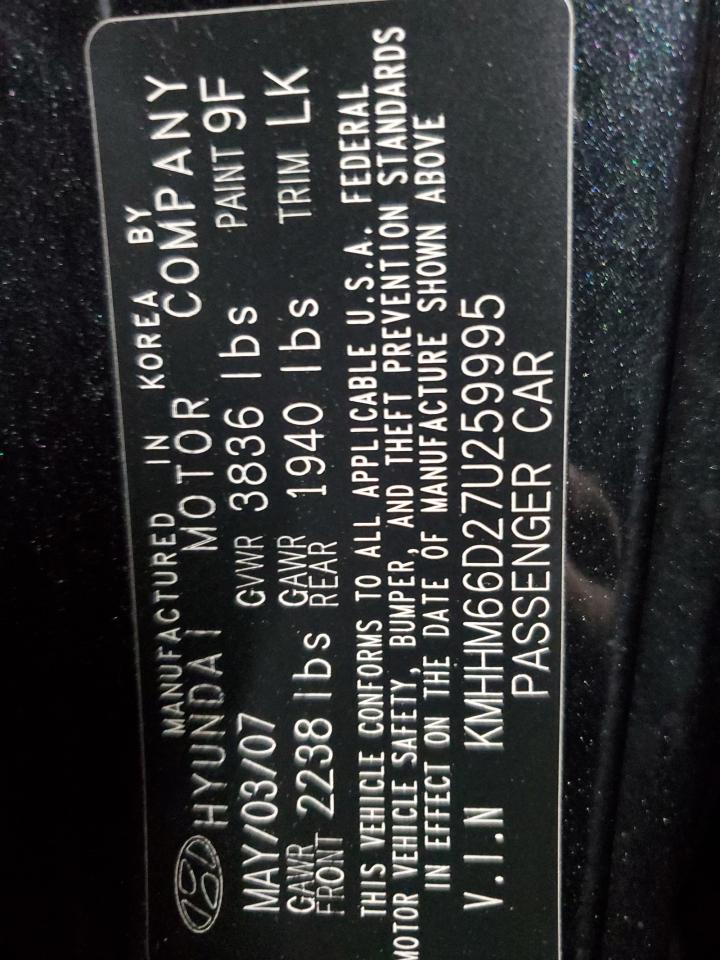 MANUFACTURED IN KOREA BY
HYUNDAI MOTOR COMPANY
MAY/03/07 GVWR 3836 lbs PAINT 9F
GAWR FRONT 2238 lbs GAWR REAR 1940 lbs TRIM LK
THIS VEHICLE CONFORMS TO ALL APPLICABLE U.S.A. FEDERAL
MOTOR VEHICLE SAFETY, BUMPER, AND THEFT PREVENTION STANDARDS
IN EFFECT ON THE DATE OF MANUFACTURE SHOWN ABOVE
V.I.N KMHHM66D27U259995
PASSENGER CAR